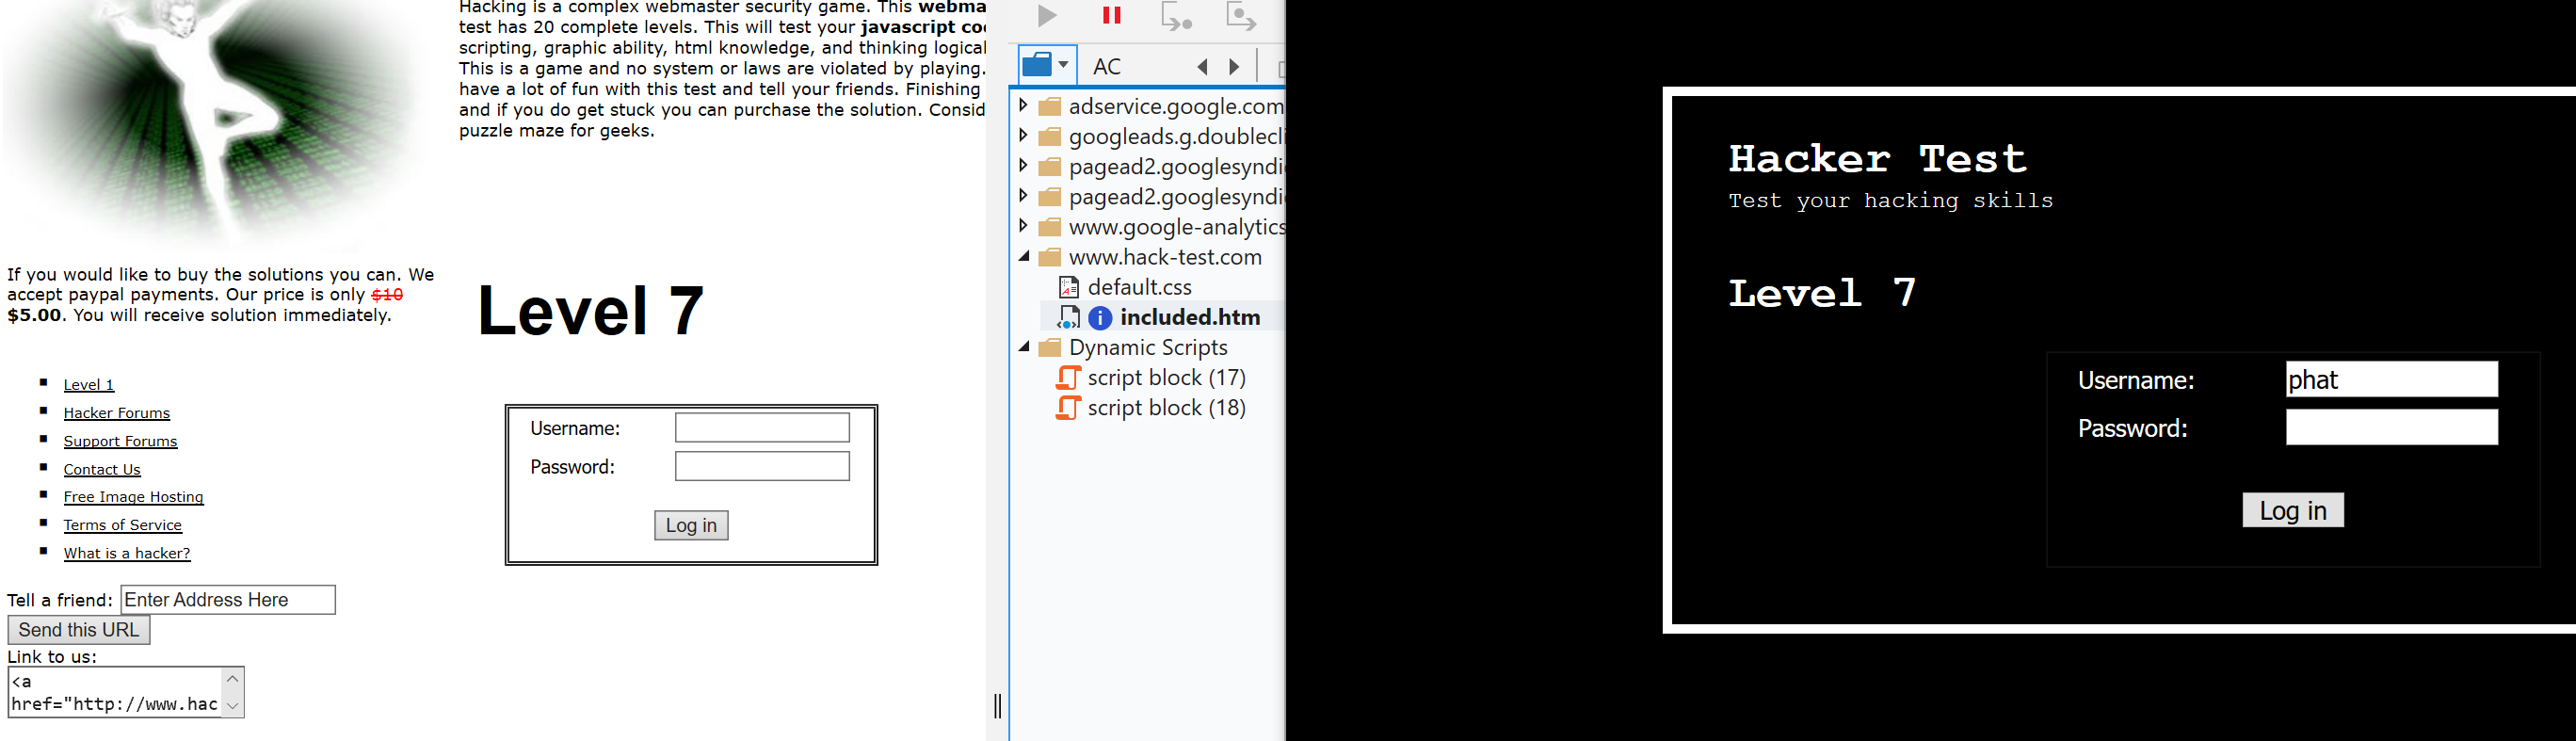 Hacking is a complex webmaster security game. This webma
test has 20 complete levels. This will test your javascript co
scripting, graphic ability, html knowledge, and thinking logical
This is a game and no system or laws are violated by playing.
have a lot of fun with this test and tell your friends. Finishing
and if you do get stuck you can purchase the solution. Consid
puzzle maze for geeks.
If you would like to buy the solutions you can. We
accept paypal payments. Our price is only $10
$5.00. You will receive solution immediately.
Level 1
Hacker Forums
Support Forums
Contact Us
Free Image Hosting
Terms of Service
What is a hacker?
Tell a friend: Enter Address Here
Send this URL
Link to us:
<a
href="http://www.hac
Level 7
Username:
Password:
Log in
AC
adservice.google.com
googleads.g.doublecli
pagead2.googlesyndi
pagead2.googlesyndi
www.google-analytics
www.hack-test.com
default.css
included.htm
Dynamic Scripts
script block (17)
script block (18)
Hacker Test
Test your hacking skills
Level 7
Username: phat
Password:
Log in